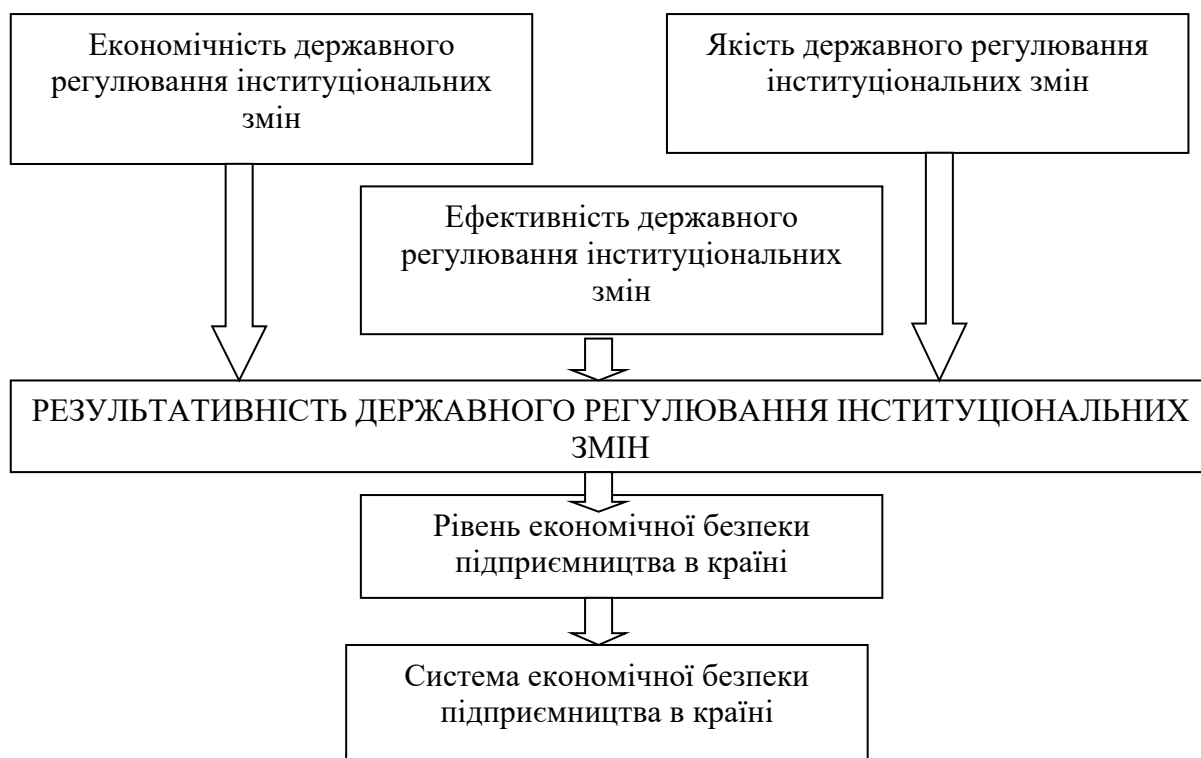 Економічність державного
регулювання інституціональних
змін
Якість державного регулювання
інституціональних змін
Ефективність державного
регулювання інституціональних
змін
РЕЗУЛЬТАТИВНІСТЬ ДЕРЖАВНОГО РЕГУЛЮВАННЯ ІНСТИТУЦІОНАЛЬНИХ
ЗМІН
Рівень економічної безпеки
підприємництва в країні
Система економічної безпеки
підприємництва в країні